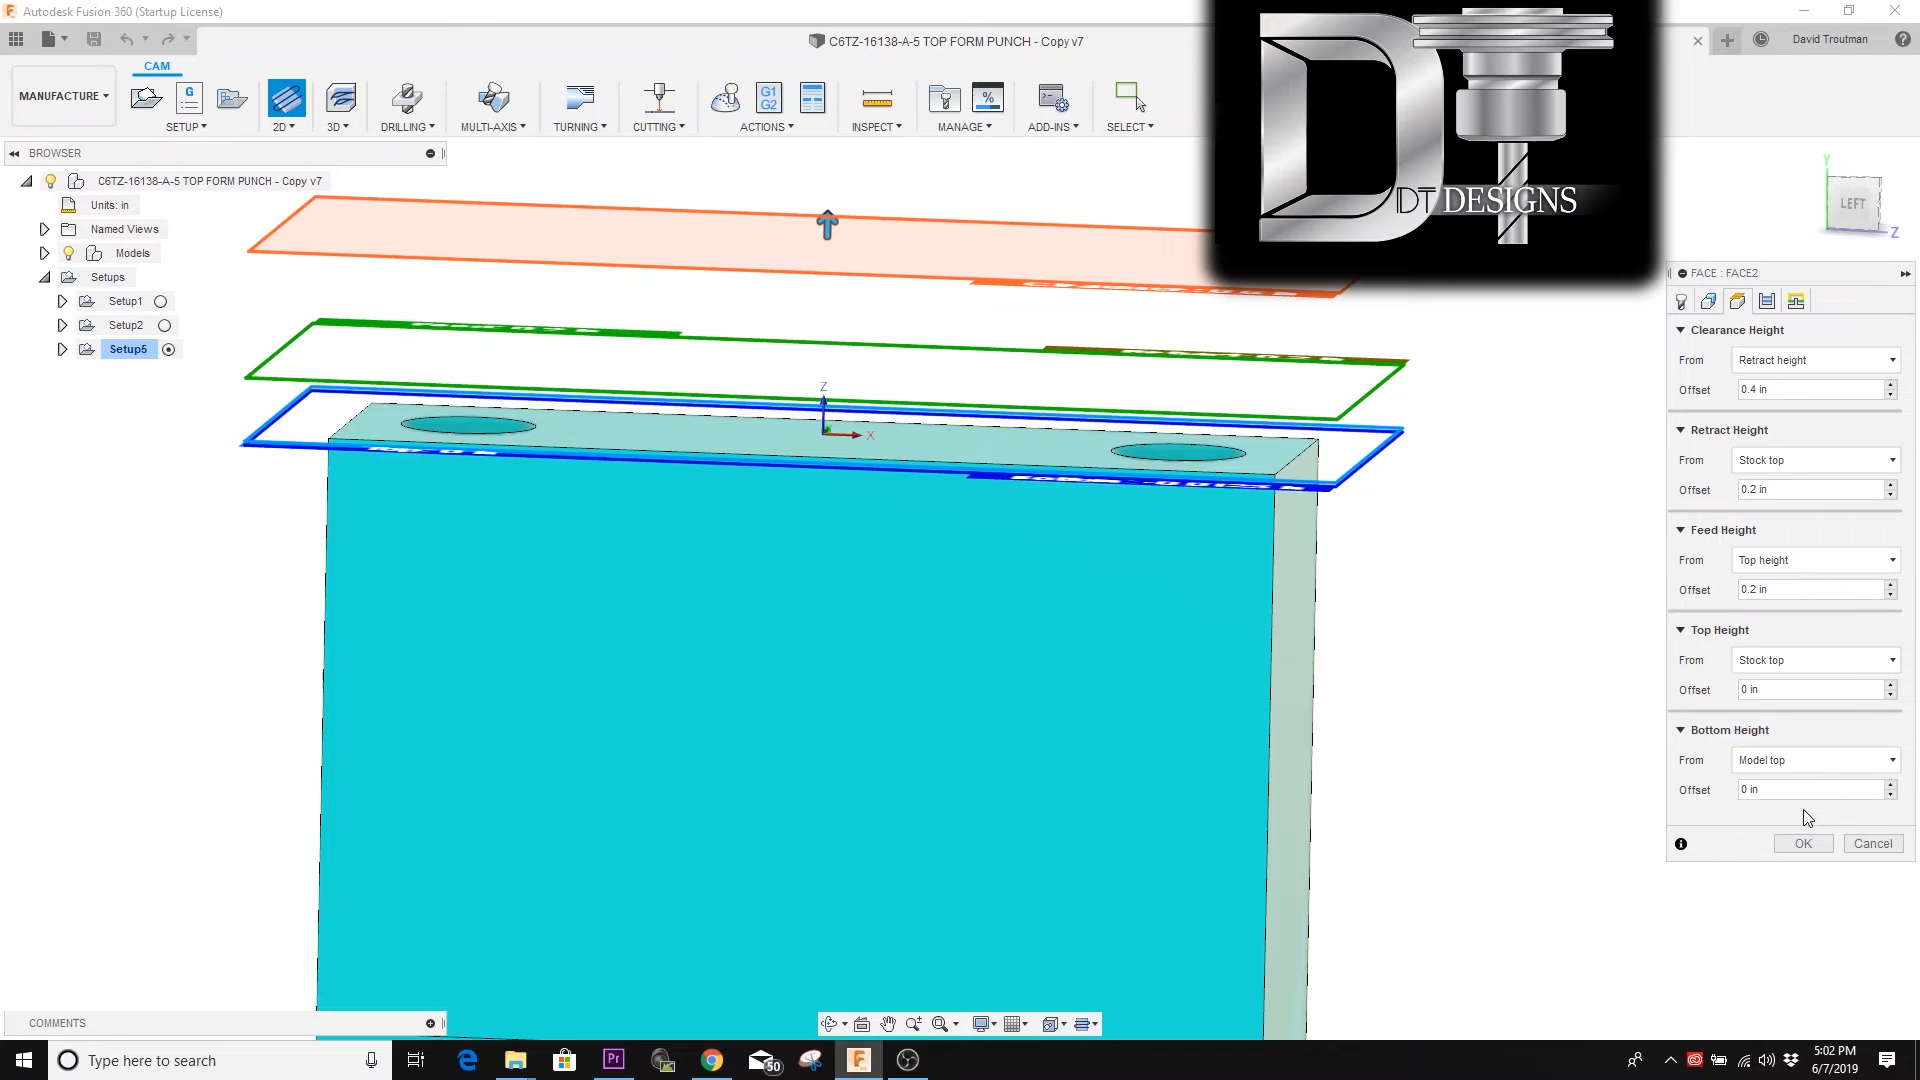 Autodesk Fusion 360 (Startup License)
C6TZ-16138-A-5 TOP FORM PUNCH - Copy v7
David Troutman
DT DESIGNS
MANUFACTURE
CAM
SETUP
2D
3D
DRILLING
MULTI-AXIS
TURNING
CUTTING
G1
G2
ACTIONS
INSPECT
MANAGE
ADD-INS
SELECT
BROWSER
C6TZ-16138-A-5 TOP FORM PUNCH - Copy v7
Units: in
Named Views
Models
Setups
Setup1
Setup2
Setup5
Z
X
Y
LEFT
Z
FACE : FACE2
Clearance Height
From Retract height
Offset 0.4 in
Retract Height
From Stock top
Offset 0.2 in
Feed Height
From Top height
Offset 0.2 in
Top Height
From Stock top
Offset 0 in
Bottom Height
From Model top
Offset 0 in
OK Cancel
COMMENTS
Type here to search
Pr
50
5:02 PM
6/7/2019